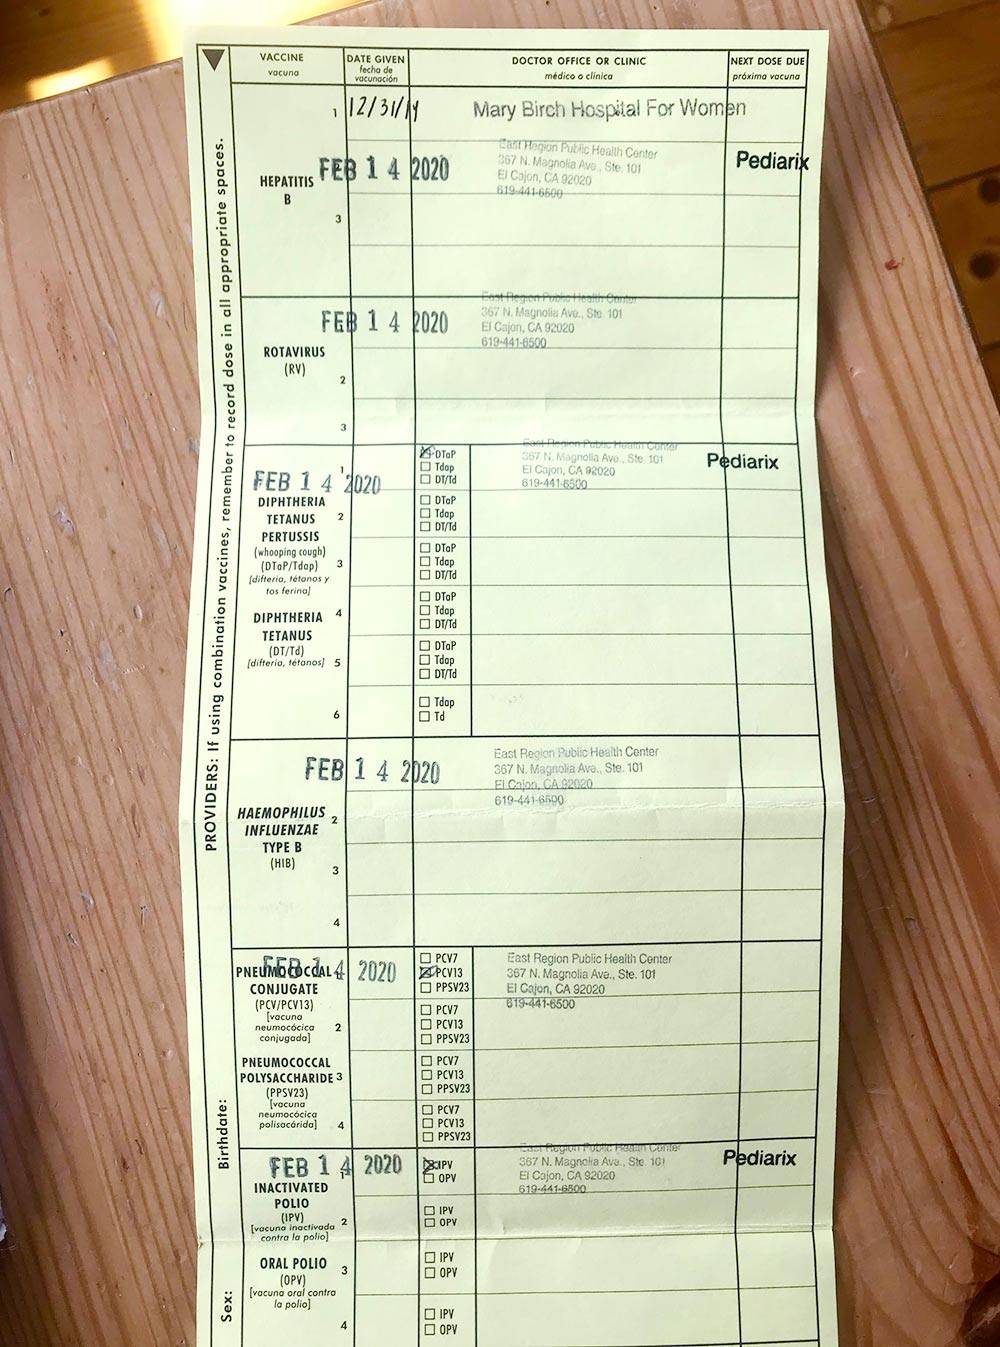 VACCINE
vacuna
DATE GIVEN
fecha de
vacunación
DOCTOR OFFICE OR CLINIC
médico o clínica
NEXT DOSE DUE
próxima vacuna
PROVIDERS: If using combination vaccines, remember to record dose in all appropriate spaces.
Birthdate:
Sex:
1
12/31/19
Mary Birch Hospital For Women
FEB 14 2020
East Region Public Health Center
367 N. Magnolia Ave., Ste. 101
El Cajon, CA 92020
619-441-6500
Pediarix
HEPATITIS
B
3
FEB 14 2020
East Region Public Health Center
367 N. Magnolia Ave., Ste. 101
El Cajon, CA 92020
619-441-6500
ROTAVIRUS
(RV)
2
3
1
FEB 14 2020
DTaP
Tdap
DT/Td
East Region Public Health Center
367 N. Magnolia Ave., Ste. 101
El Cajon, CA 92020
619-441-6500
Pediarix
DIPHTHERIA
TETANUS
PERTUSSIS
(whooping cough)
(DTaP/Tdap)
[difteria, tétanos y
tos ferina]
2
DTaP
Tdap
DT/Td
3
DTaP
Tdap
DT/Td
DIPHTHERIA
TETANUS
(DT/Td)
[difteria, tétanos]
4
DTaP
Tdap
DT/Td
5
DTaP
Tdap
DT/Td
6
Tdap
Td
FEB 14 2020
East Region Public Health Center
367 N. Magnolia Ave., Ste. 101
El Cajon, CA 92020
619-441-6500
HAEMOPHILUS
INFLUENZAE
TYPE B
(HIB)
2
3
4
FEB 14 2020
PCV7
PCV13
PPSV23
East Region Public Health Center
367 N. Magnolia Ave., Ste. 101
El Cajon, CA 92020
619-441-6500
PNEUMOCOCCAL
CONJUGATE
(PCV/PCV13)
[vacuna
neumocócica
conjugada]
2
PCV7
PCV13
PPSV23
PNEUMOCOCCAL
POLYSACCHARIDE
(PPSV23)
[vacuna
neumocócica
polisacárida]
3
PCV7
PCV13
PPSV23
4
PCV7
PCV13
PPSV23
FEB 14 2020
1
IPV
OPV
East Region Public Health Center
367 N. Magnolia Ave., Ste. 101
El Cajon, CA 92020
619-441-6500
Pediarix
INACTIVATED
POLIO
(IPV)
[vacuna inactivada
contra la polio]
2
IPV
OPV
ORAL POLIO
(OPV)
[vacuna oral contra
la polio]
3
IPV
OPV
4
IPV
OPV